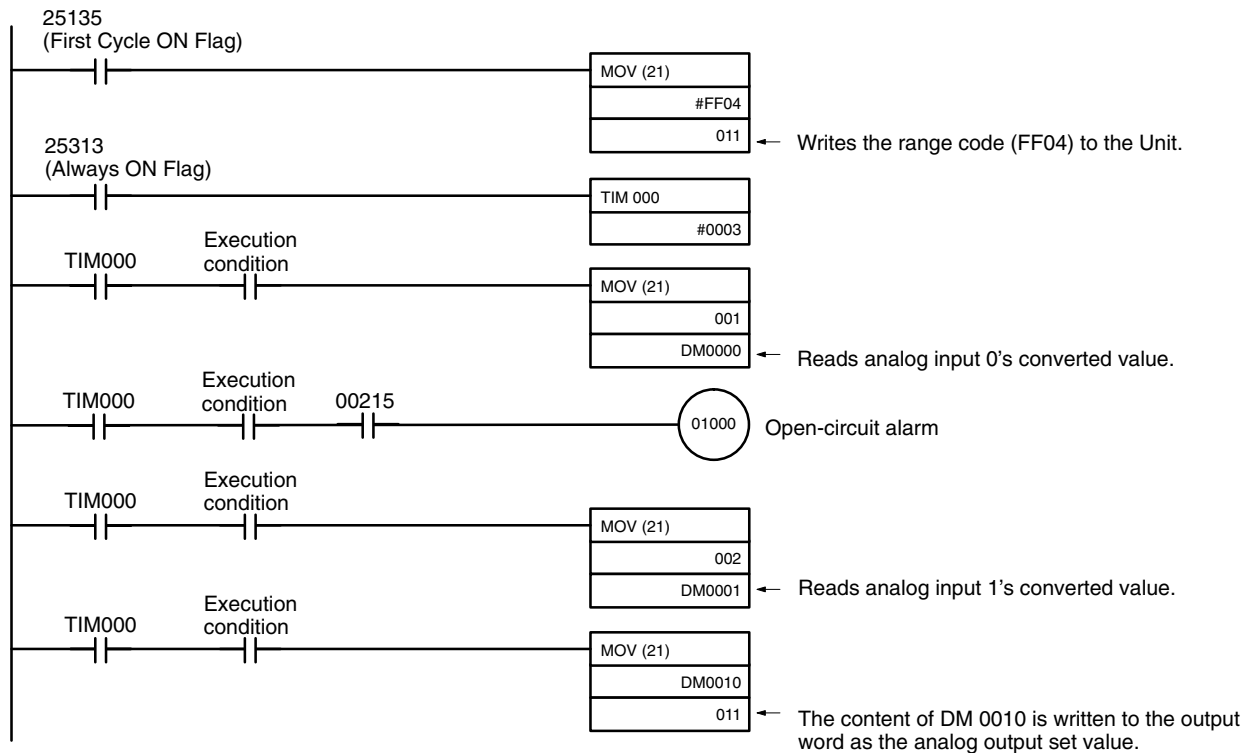 25135
(First Cycle ON Flag)
MOV (21)
#FF04
011
Writes the range code (FF04) to the Unit.
25313
(Always ON Flag)
TIM 000
#0003
TIM000
Execution
condition
MOV (21)
001
DM0000
Reads analog input 0's converted value.
TIM000
Execution
condition
00215
01000
Open-circuit alarm
TIM000
Execution
condition
MOV (21)
002
DM0001
Reads analog input 1's converted value.
TIM000
Execution
condition
MOV (21)
DM0010
011
The content of DM 0010 is written to the output
word as the analog output set value.